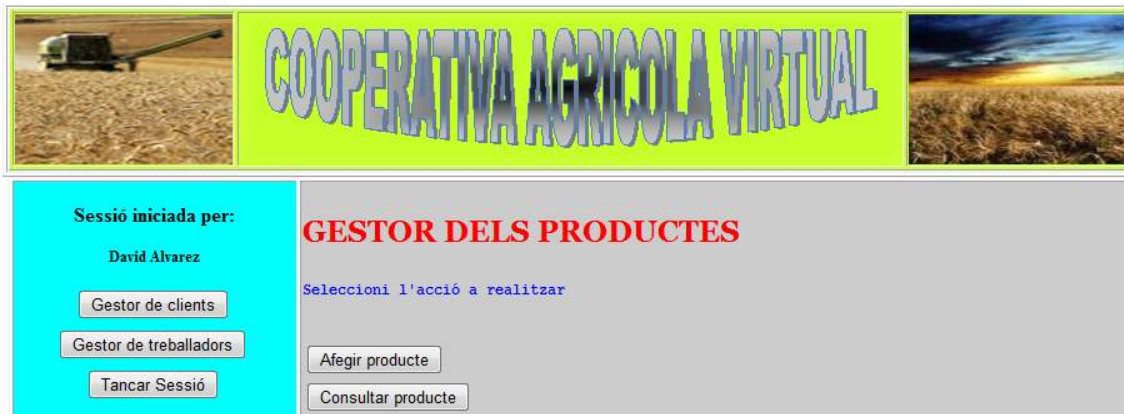 COOPERATIVA AGRICOLA VIRTUAL
Sessió iniciada per:
David Alvarez
Gestor de clients
Gestor de treballadors
Tancar Sessió
GESTOR DELS PRODUCTES
Seleccioni l'acció a realitzar
Afegir producte
Consultar producte